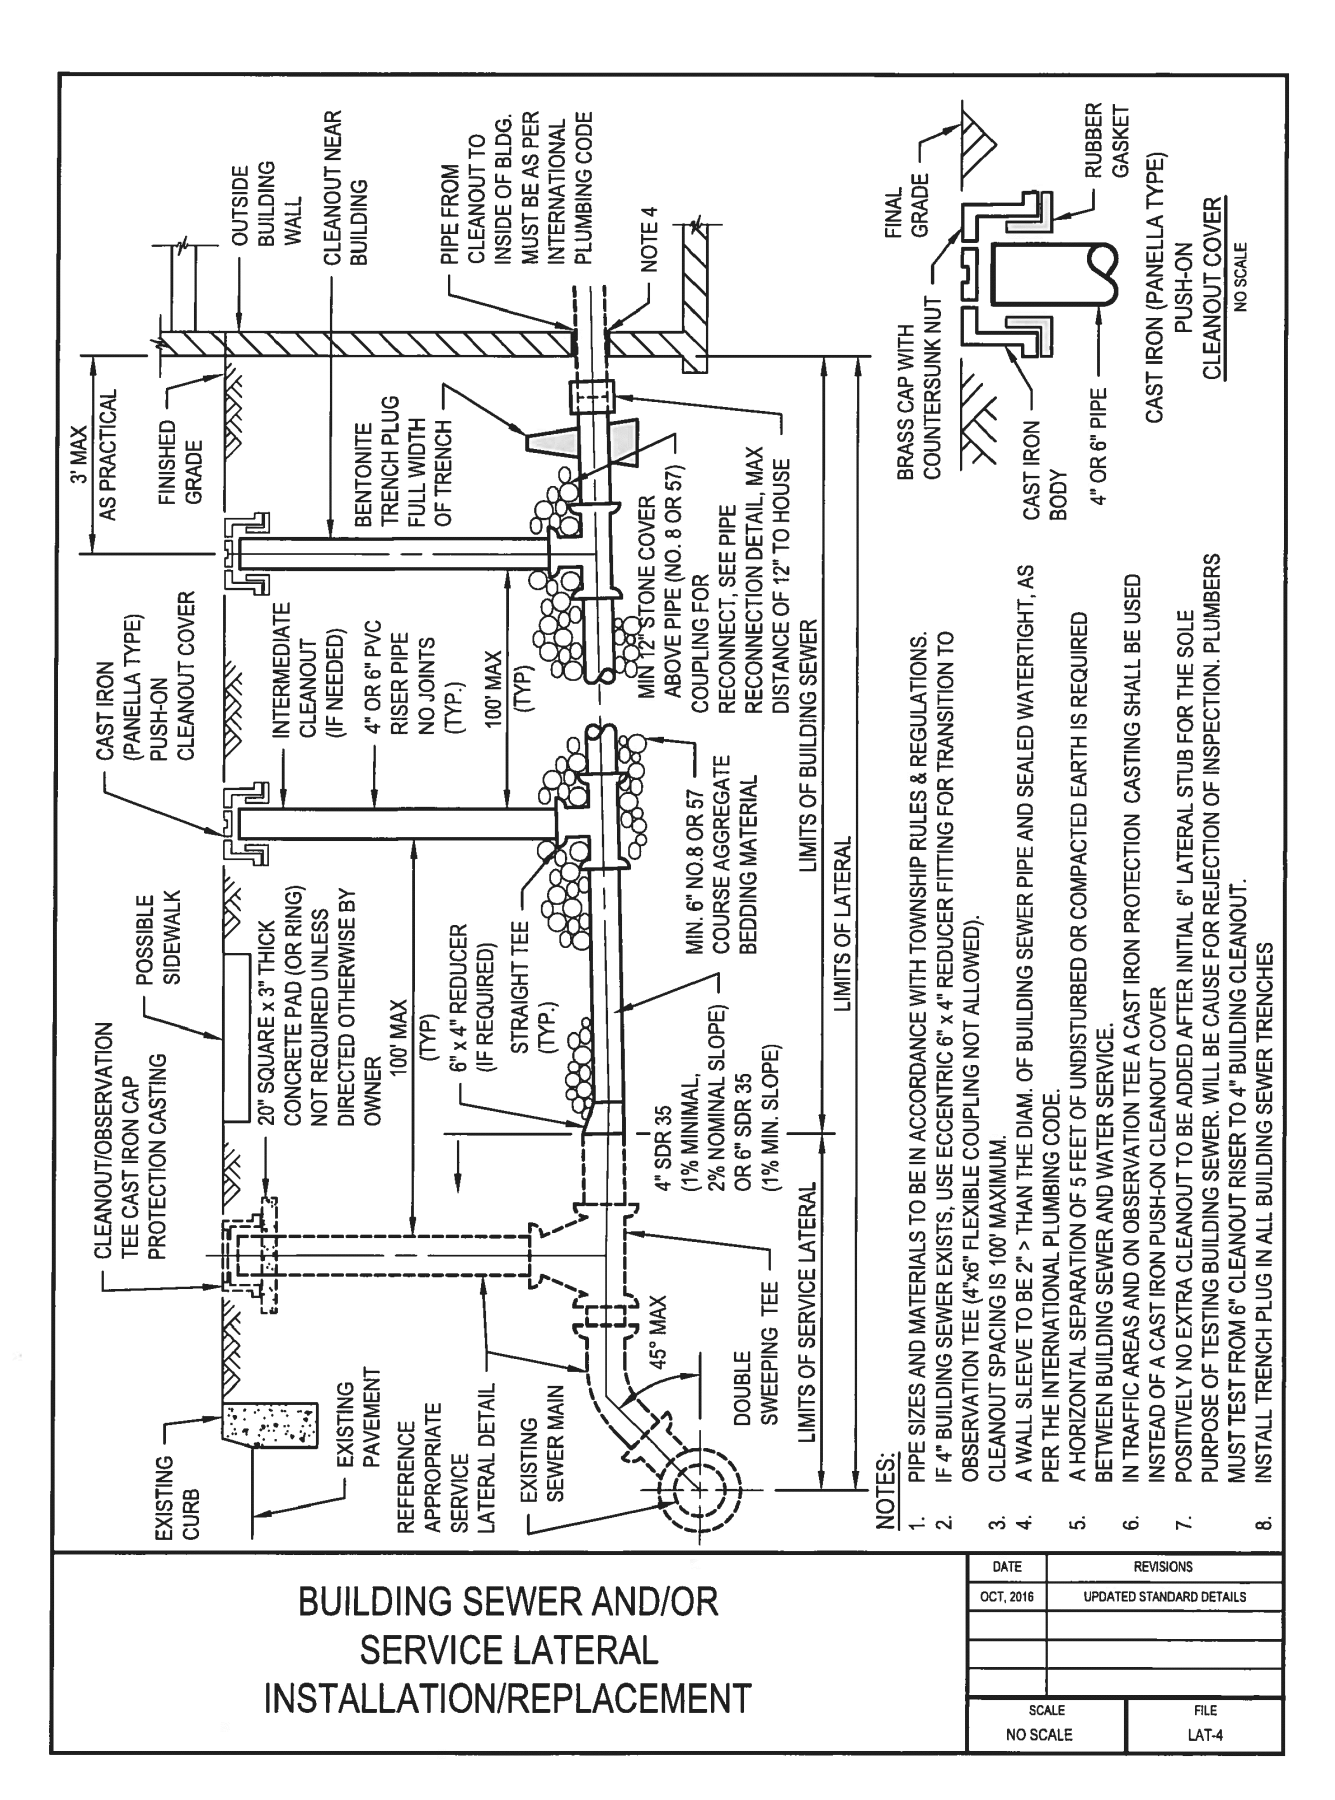 3' MAX
AS PRACTICAL
FINISHED
GRADE
OUTSIDE
BUILDING
WALL
CLEANOUT NEAR
BUILDING
PIPE FROM
CLEANOUT TO
INSIDE OF BLDG.
MUST BE AS PER
INTERNATIONAL
PLUMBING CODE
NOTE 4
BENTONITE
TRENCH PLUG
FULL WIDTH
OF TRENCH
CAST IRON
(PANELLA TYPE)
PUSH-ON
CLEANOUT COVER
INTERMEDIATE
CLEANOUT
(IF NEEDED)
4" OR 6" PVC
RISER PIPE
NO JOINTS
(TYP.)
100' MAX
(TYP)
MIN 12" STONE COVER
ABOVE PIPE (NO. 8 OR 57)
COUPLING FOR
RECONNECT, SEE PIPE
RECONNECTION DETAIL, MAX
DISTANCE OF 12" TO HOUSE
LIMITS OF BUILDING SEWER
LIMITS OF LATERAL
POSSIBLE
SIDEWALK
CLEANOUT/OBSERVATION
TEE CAST IRON CAP
PROTECTION CASTING
20" SQUARE x 3" THICK
CONCRETE PAD (OR RING)
NOT REQUIRED UNLESS
DIRECTED OTHERWISE BY
OWNER
100' MAX
(TYP)
6" x 4" REDUCER
(IF REQUIRED)
STRAIGHT TEE
(TYP.)
MIN. 6" NO.8 OR 57
COURSE AGGREGATE
BEDDING MATERIAL
4" SDR 35
(1% MINIMAL,
2% NOMINAL SLOPE)
OR 6" SDR 35
(1% MIN. SLOPE)
EXISTING
CURB
EXISTING
PAVEMENT
REFERENCE
APPROPRIATE
SERVICE
LATERAL DETAIL
EXISTING
SEWER MAIN
45° MAX
DOUBLE
SWEEPING TEE
LIMITS OF SERVICE LATERAL
FINAL
GRADE
BRASS CAP WITH
COUNTERSUNK NUT
CAST IRON
BODY
4" OR 6" PIPE
RUBBER
GASKET
CAST IRON (PANELLA TYPE)
PUSH-ON
CLEANOUT COVER
NO SCALE
NOTES:
1. PIPE SIZES AND MATERIALS TO BE IN ACCORDANCE WITH TOWNSHIP RULES & REGULATIONS.
2. IF 4" BUILDING SEWER EXISTS, USE ECCENTRIC 6" x 4" REDUCER FITTING FOR TRANSITION TO
OBSERVATION TEE (4"x6" FLEXIBLE COUPLING NOT ALLOWED).
3. CLEANOUT SPACING IS 100' MAXIMUM.
4. A WALL SLEEVE TO BE 2" > THAN THE DIAM. OF BUILDING SEWER PIPE AND SEALED WATERTIGHT, AS
PER THE INTERNATIONAL PLUMBING CODE.
5. A HORIZONTAL SEPARATION OF 5 FEET OF UNDISTURBED OR COMPACTED EARTH IS REQUIRED
BETWEEN BUILDING SEWER AND WATER SERVICE.
6. IN TRAFFIC AREAS AND ON OBSERVATION TEE A CAST IRON PROTECTION CASTING SHALL BE USED
INSTEAD OF A CAST IRON PUSH-ON CLEANOUT COVER
7. POSITIVELY NO EXTRA CLEANOUT TO BE ADDED AFTER INITIAL 6" LATERAL STUB FOR THE SOLE
PURPOSE OF TESTING BUILDING SEWER. WILL BE CAUSE FOR REJECTION OF INSPECTION. PLUMBERS
MUST TEST FROM 6" CLEANOUT RISER TO 4" BUILDING CLEANOUT.
8. INSTALL TRENCH PLUG IN ALL BUILDING SEWER TRENCHES
BUILDING SEWER AND/OR
SERVICE LATERAL
INSTALLATION/REPLACEMENT
DATE REVISIONS
OCT, 2016 UPDATED STANDARD DETAILS
SCALE FILE
NO SCALE LAT-4